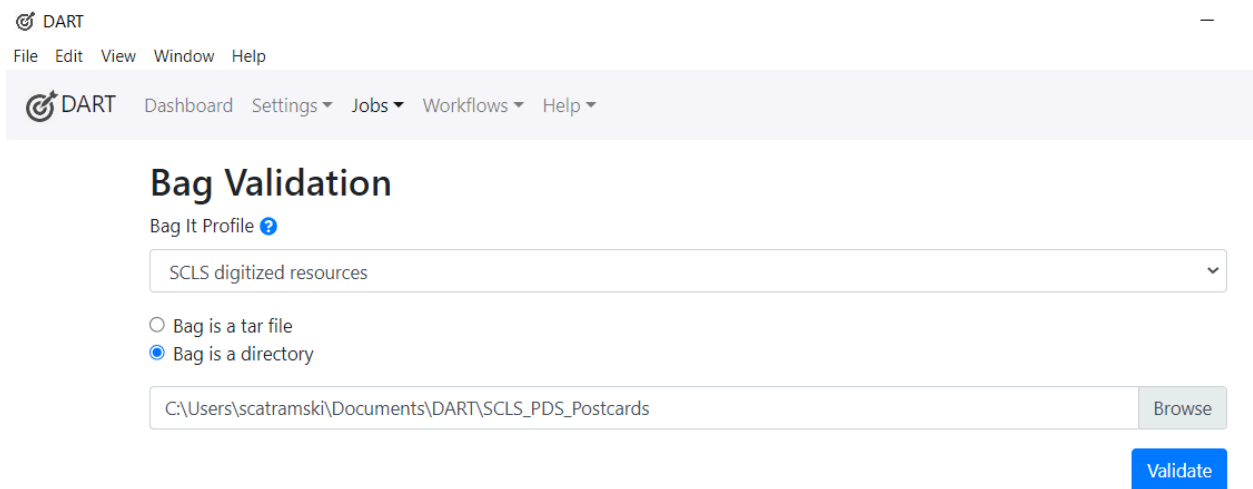 DART
File Edit View Window Help
DART Dashboard Settings Jobs Workflows Help
Bag Validation
Bag It Profile ?
SCLS digitized resources
Bag is a tar file
Bag is a directory
C:\Users\scatramski\Documents\DART\SCLS_PDS_Postcards Browse
Validate